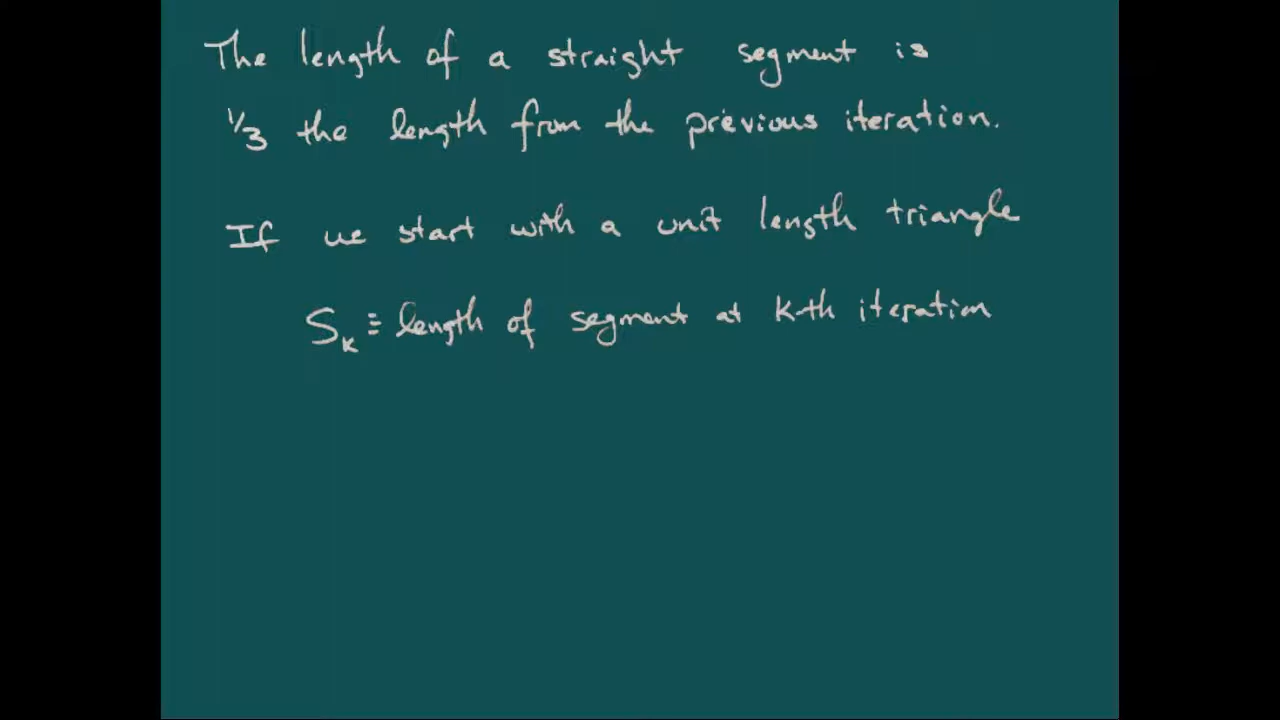 The length of a straight segment is
1/3 the length from the previous iteration.
If we start with a unit length triangle
Sₖ ≡ length of segment at k-th iteration